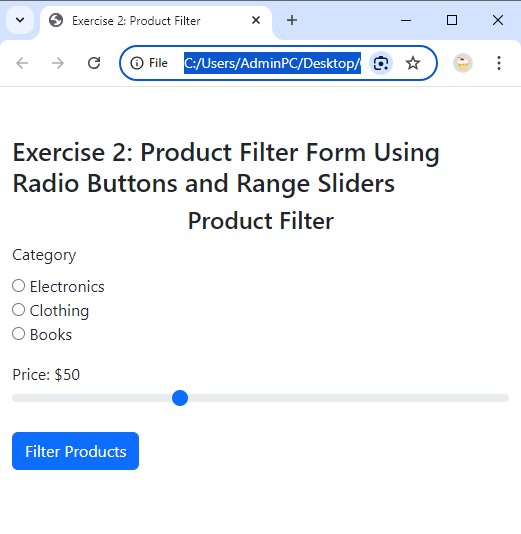 Exercise 2: Product Filter
File C:/Users/AdminPC/Desktop/
Exercise 2: Product Filter Form Using
Radio Buttons and Range Sliders
Product Filter
Category
Electronics
Clothing
Books
Price: $50
Filter Products